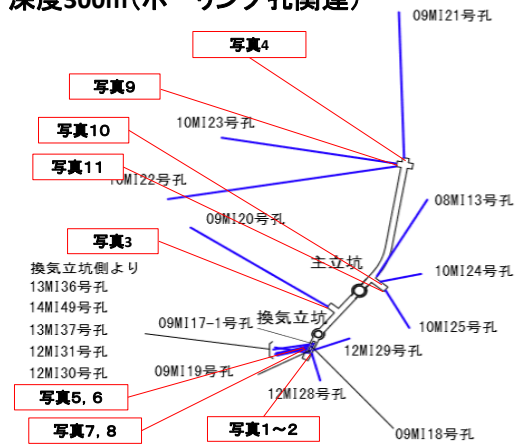 深度300m(ボーリング孔関連)
09MI21号孔
写真4
写真9
10MI23号孔
写真10
写真11
10MI22号孔
08MI13号孔
09MI20号孔
写真3
主立坑
換気立坑側より
13MI36号孔
10MI24号孔
14MI49号孔
換気立坑
13MI37号孔
09MI17-1号孔
10MI25号孔
12MI31号孔
12MI29号孔
12MI30号孔
09MI19号孔
写真5, 6
12MI28号孔
写真7, 8
写真1~2
09MI18号孔